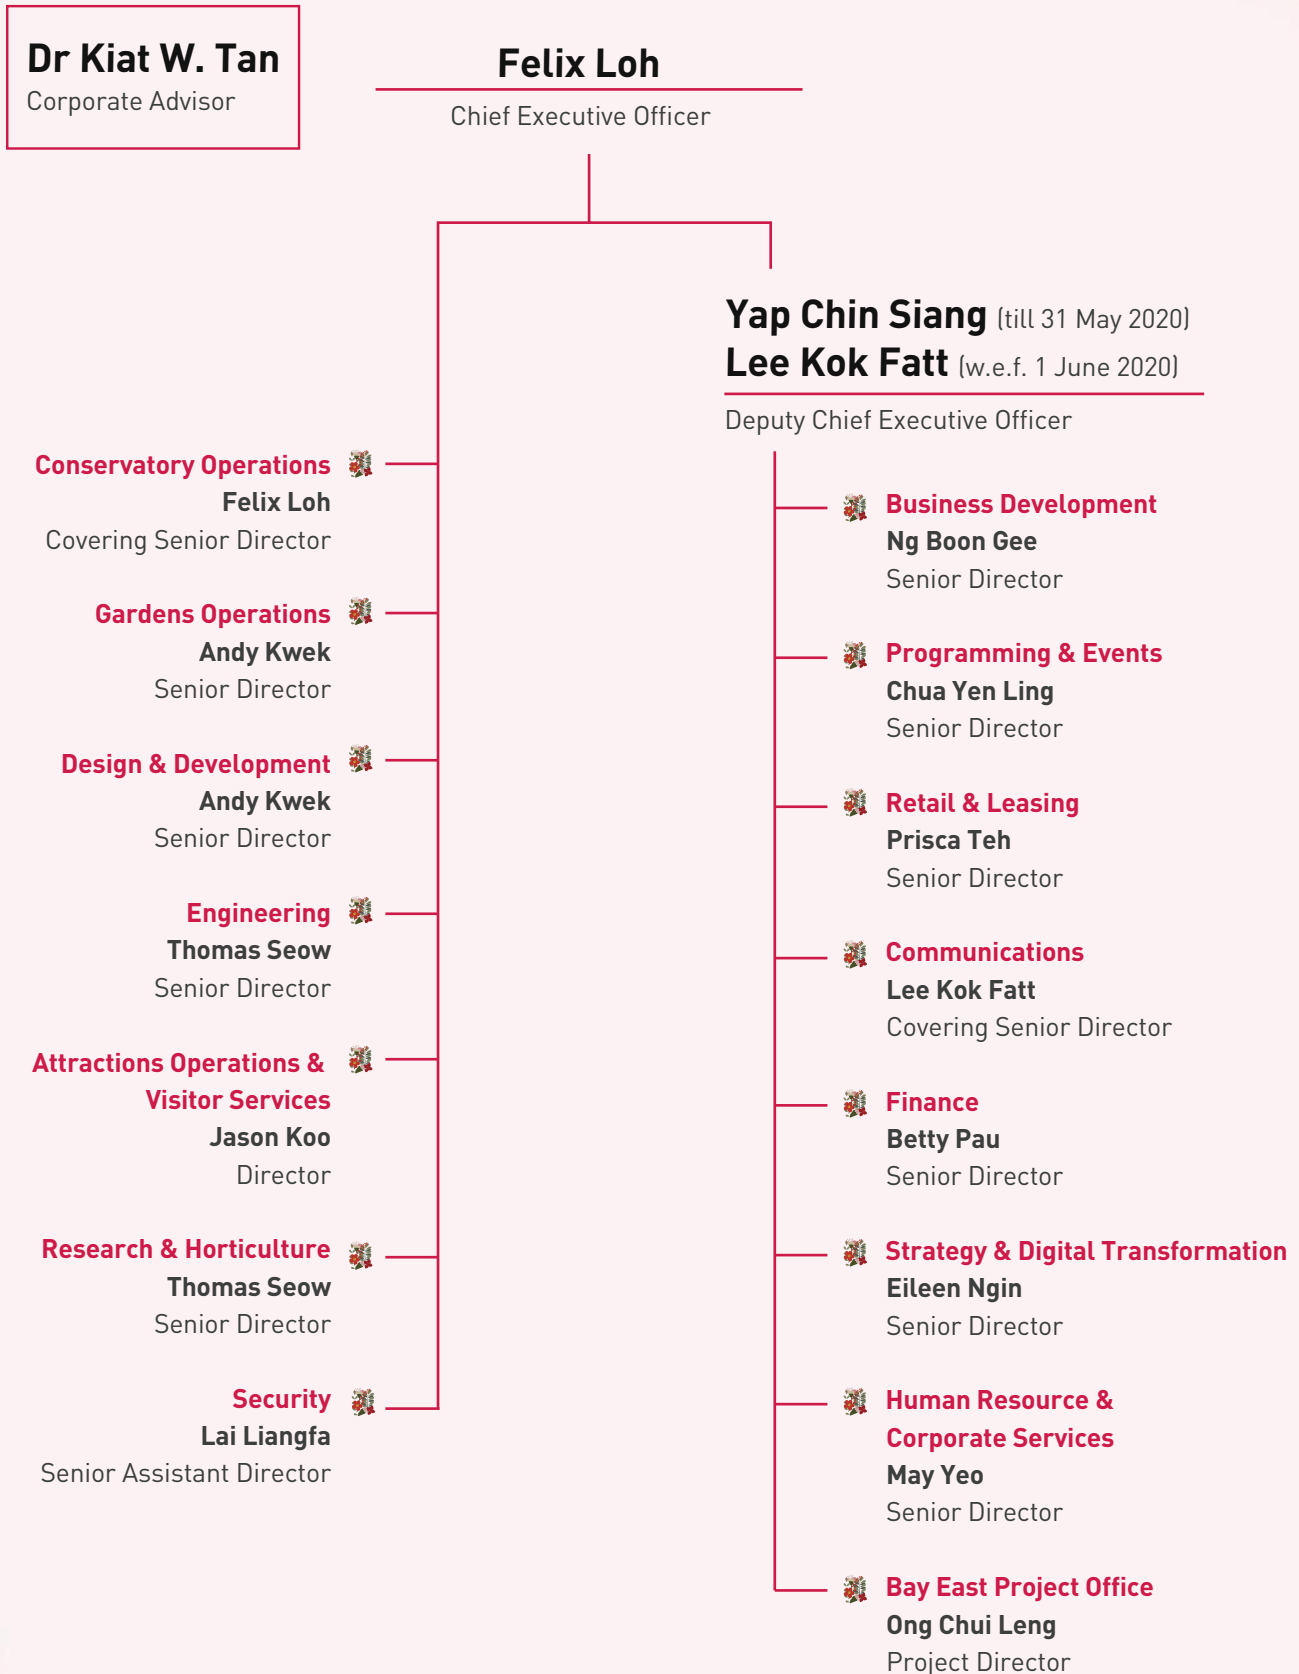 Dr Kiat W. Tan
Corporate Advisor
Felix Loh
Chief Executive Officer
Yap Chin Siang (till 31 May 2020)
Lee Kok Fatt (w.e.f. 1 June 2020)
Deputy Chief Executive Officer
Conservatory Operations
Felix Loh
Covering Senior Director
Gardens Operations
Andy Kwek
Senior Director
Design & Development
Andy Kwek
Senior Director
Engineering
Thomas Seow
Senior Director
Attractions Operations &
Visitor Services
Jason Koo
Director
Research & Horticulture
Thomas Seow
Senior Director
Security
Lai Liangfa
Senior Assistant Director
Business Development
Ng Boon Gee
Senior Director
Programming & Events
Chua Yen Ling
Senior Director
Retail & Leasing
Prisca Teh
Senior Director
Communications
Lee Kok Fatt
Covering Senior Director
Finance
Betty Pau
Senior Director
Strategy & Digital Transformation
Eileen Ngin
Senior Director
Human Resource &
Corporate Services
May Yeo
Senior Director
Bay East Project Office
Ong Chui Leng
Project Director